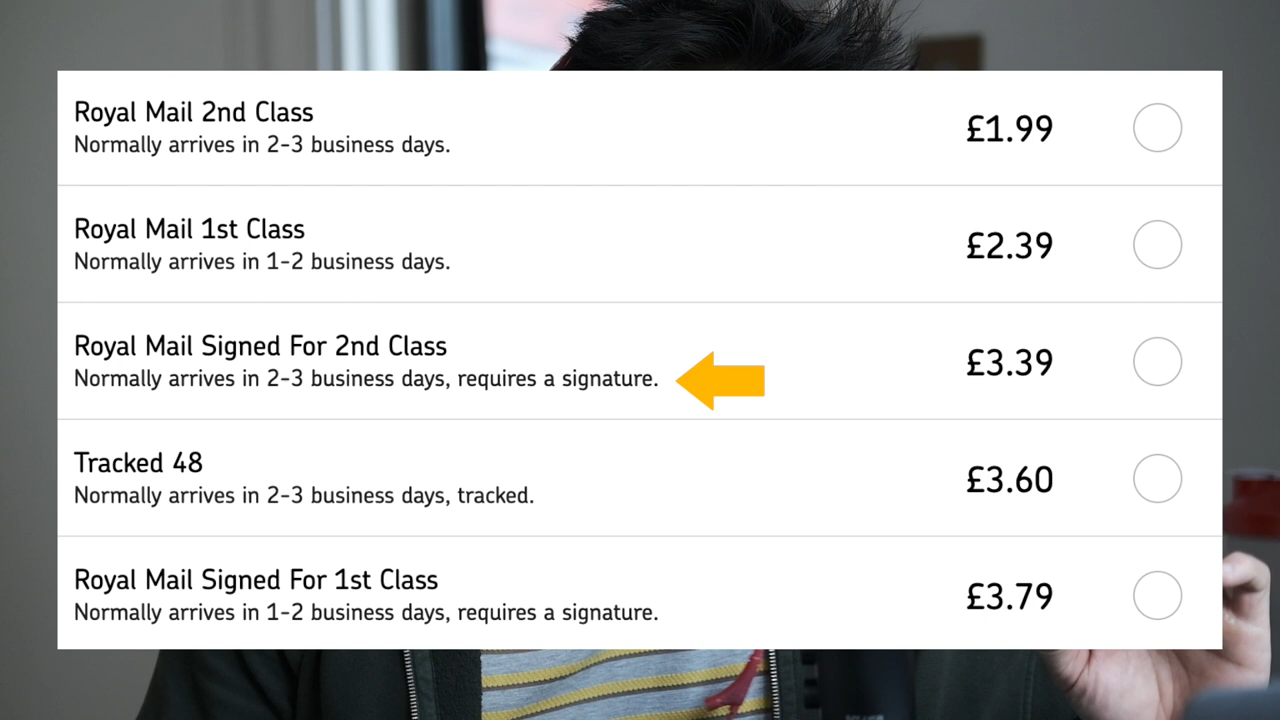 Royal Mail 2nd Class
Normally arrives in 2-3 business days.
£1.99
Royal Mail 1st Class
Normally arrives in 1-2 business days.
£2.39
Royal Mail Signed For 2nd Class
Normally arrives in 2-3 business days, requires a signature.
£3.39
Tracked 48
Normally arrives in 2-3 business days, tracked.
£3.60
Royal Mail Signed For 1st Class
Normally arrives in 1-2 business days, requires a signature.
£3.79